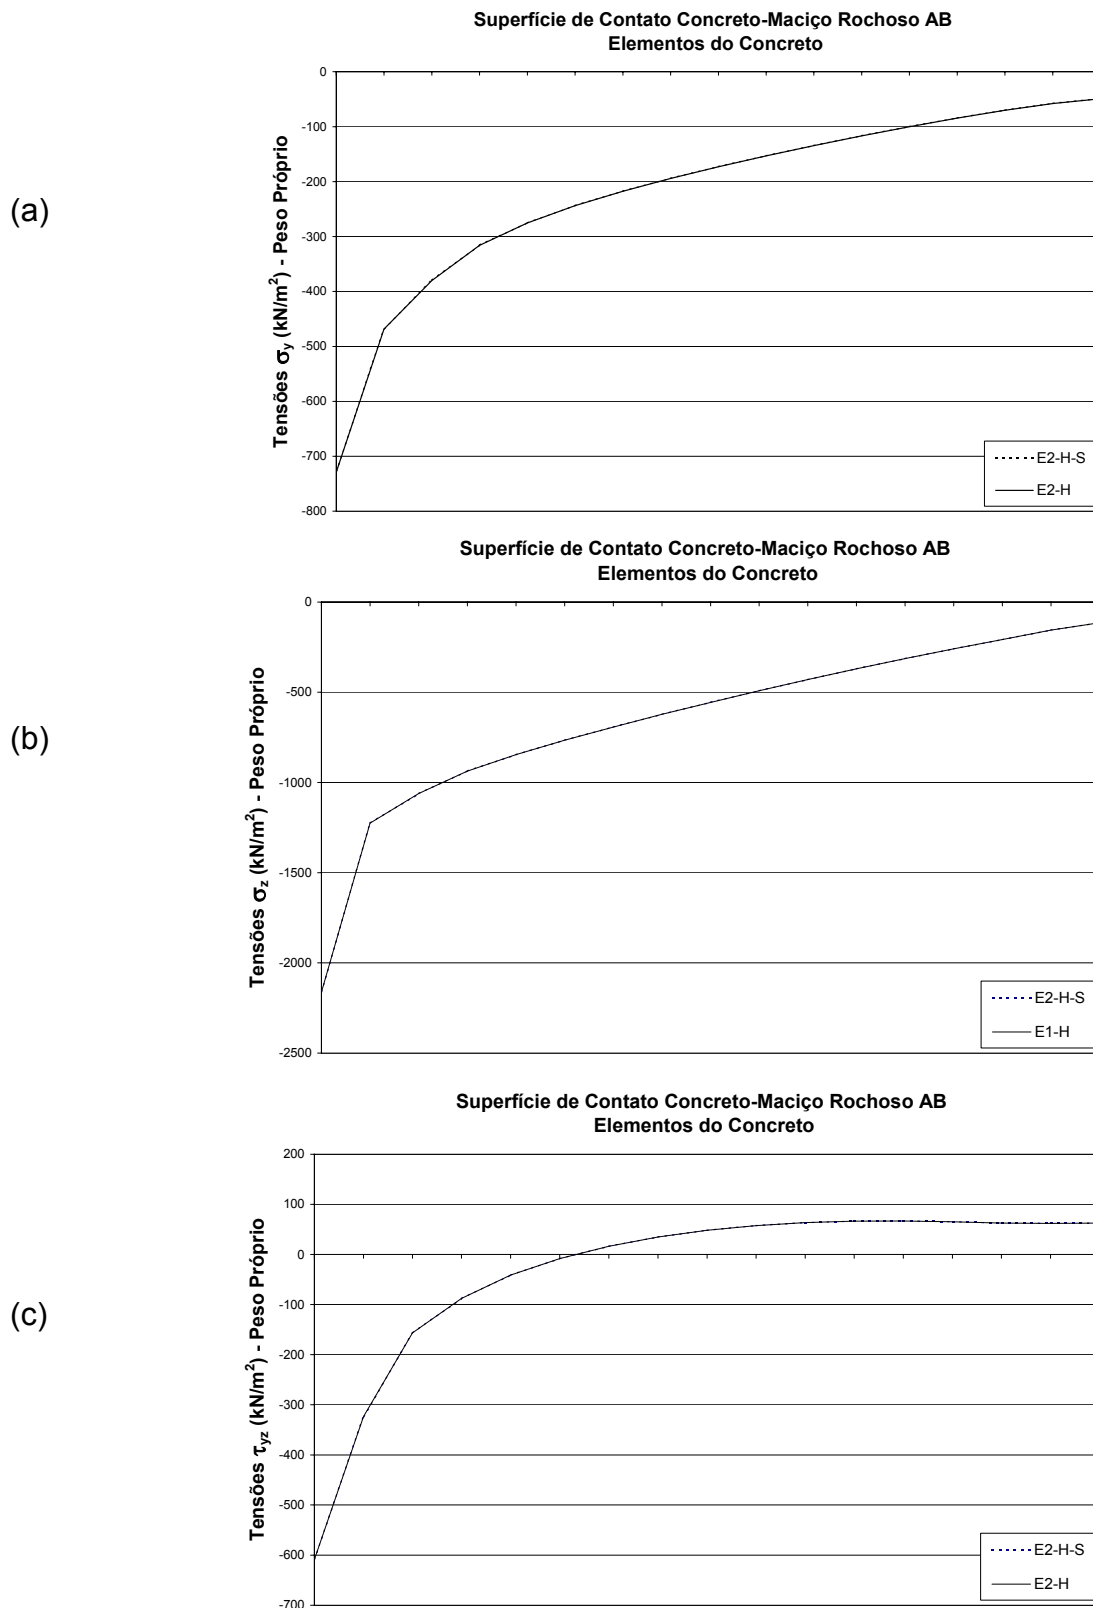 Superfície de Contato Concreto-Maciço Rochoso AB
Elementos do Concreto
(a)
Tensões σy (kN/m2) - Peso Próprio
0
-100
-200
-300
-400
-500
-600
-700
-800
E2-H-S
E2-H
Superfície de Contato Concreto-Maciço Rochoso AB
Elementos do Concreto
(b)
Tensões σz (kN/m2) - Peso Próprio
0
-500
-1000
-1500
-2000
-2500
E2-H-S
E1-H
Superfície de Contato Concreto-Maciço Rochoso AB
Elementos do Concreto
(c)
Tensões τyz (kN/m2) - Peso Próprio
200
100
0
-100
-200
-300
-400
-500
-600
-700
E2-H-S
E2-H